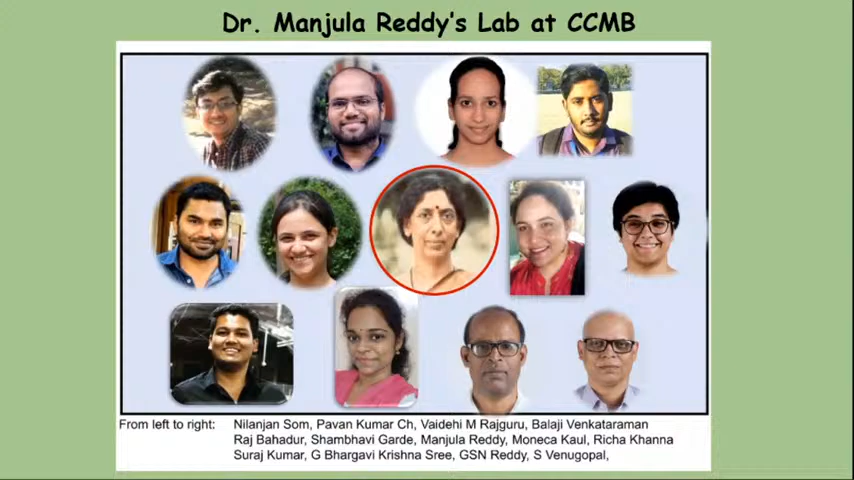 Dr. Manjula Reddy's Lab at CCMB
From left to right: Nilanjan Som, Pavan Kumar Ch, Vaidehi M Rajguru, Balaji Venkataraman
Raj Bahadur, Shambhavi Garde, Manjula Reddy, Moneca Kaul, Richa Khanna
Suraj Kumar, G Bhargavi Krishna Sree, GSN Reddy, S Venugopal,